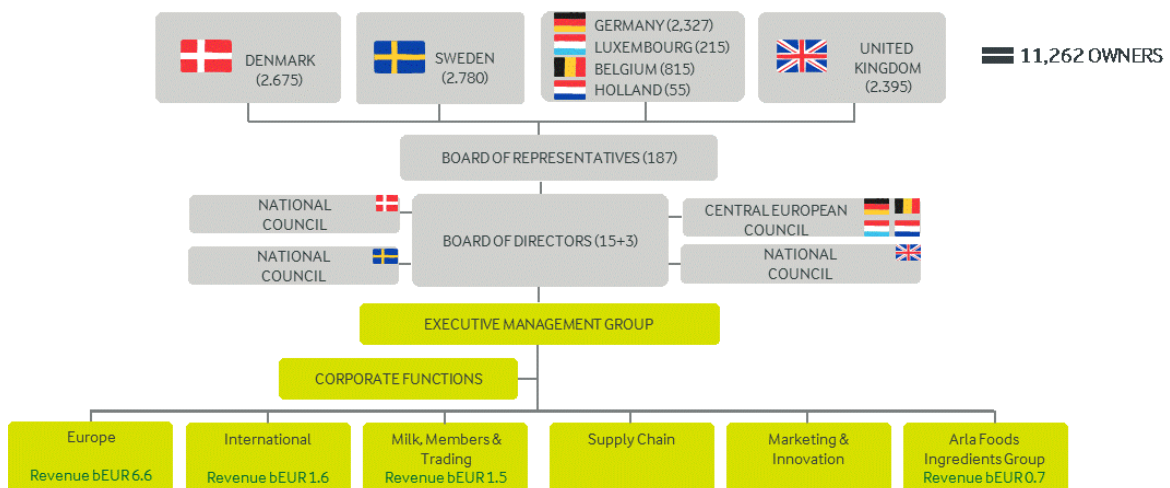 DENMARK
(2.675)
SWEDEN
(2.780)
GERMANY (2,327)
LUXEMBOURG (215)
BELGIUM (815)
HOLLAND (55)
UNITED
KINGDOM
(2.395)
11,262 OWNERS
BOARD OF REPRESENTATIVES (187)
NATIONAL
COUNCIL
NATIONAL
COUNCIL
BOARD OF DIRECTORS (15+3)
CENTRAL EUROPEAN
COUNCIL
NATIONAL
COUNCIL
EXECUTIVE MANAGEMENT GROUP
CORPORATE FUNCTIONS
Europe
Revenue bEUR 6.6
International
Revenue bEUR 1.6
Milk, Members &
Trading
Revenue bEUR 1.5
Supply Chain
Marketing &
Innovation
Arla Foods
Ingredients Group
Revenue bEUR 0.7